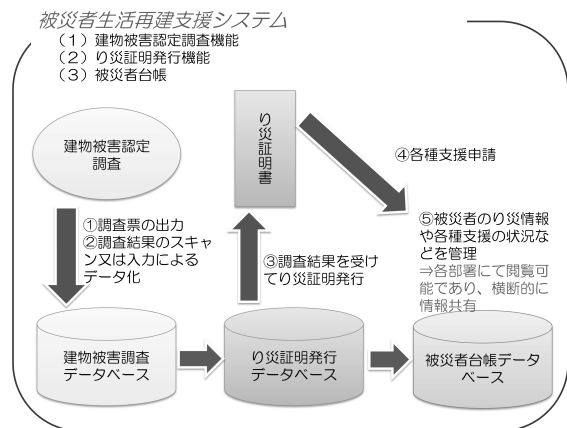 被災者生活再建支援システム
（１）建物被害認定調査機能
（２）り災証明発行機能
（３）被災者台帳
建物被害認定
調査
り災証明書
④各種支援申請
①調査票の出力
②調査結果のスキャ
ン又は入力による
データ化
③調査結果を受け
てり災証明発行
⑤被災者のり災情報
や各種支援の状況な
どを管理
⇒各部署にて閲覧可
能であり、横断的に
情報共有
建物被害調査
データベース
り災証明発行
データベース
被災者台帳データ
ベース